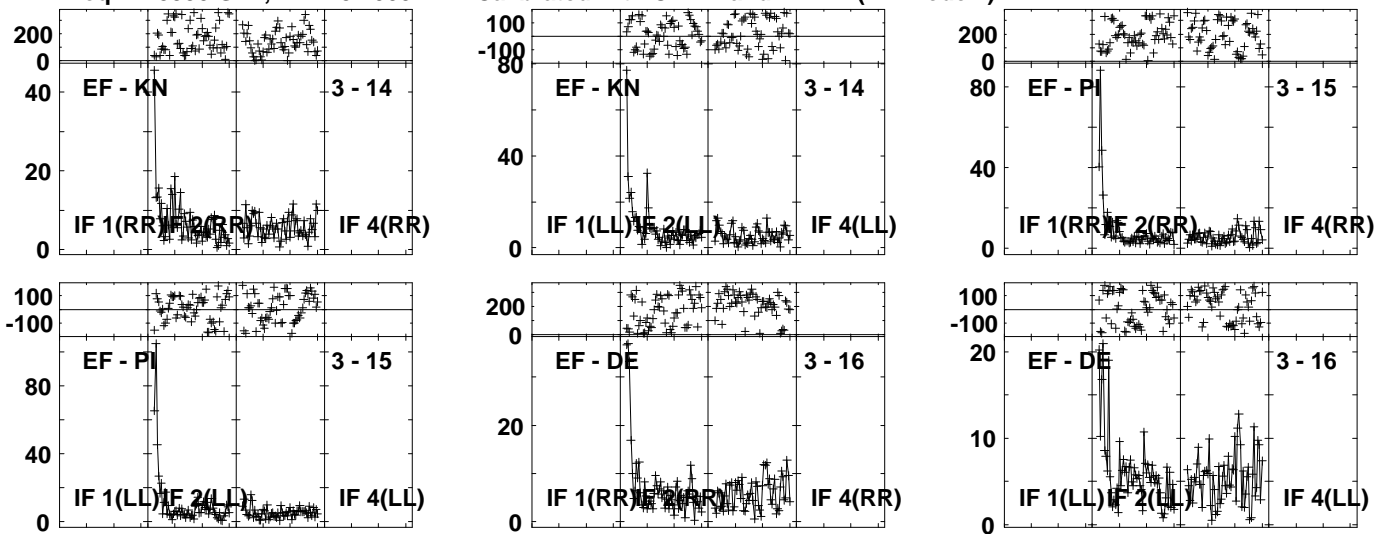 200
0
EF - KN
3 - 14
40
20
0
IF 1(RR)
IF 2(RR)
IF 4(RR)
100
-100
80
EF - KN
3 - 14
40
0
IF 1(LL)
IF 2(LL)
IF 4(LL)
200
0
EF - PI
3 - 15
80
40
0
IF 1(RR)
IF 2(RR)
IF 4(RR)
100
-100
EF - PI
3 - 15
80
40
0
IF 1(LL)
IF 2(LL)
IF 4(LL)
200
0
EF - DE
3 - 16
20
0
IF 1(RR)
IF 2(RR)
IF 4(RR)
100
-100
20
EF - DE
3 - 16
10
0
IF 1(LL)
IF 2(LL)
IF 4(LL)